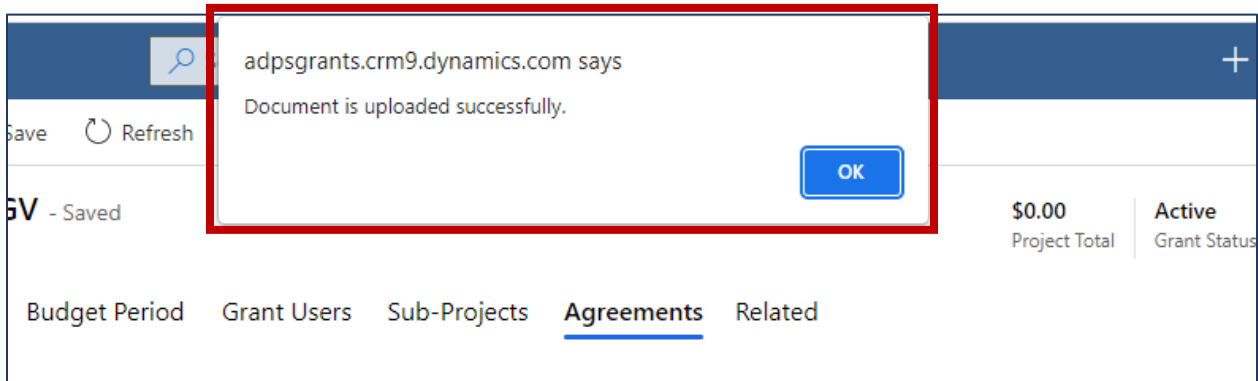 adpsgrants.crm9.dynamics.com says
Document is uploaded successfully.
OK
Save Refresh
GV - Saved
$0.00 Active
Project Total Grant Status
Budget Period Grant Users Sub-Projects Agreements Related